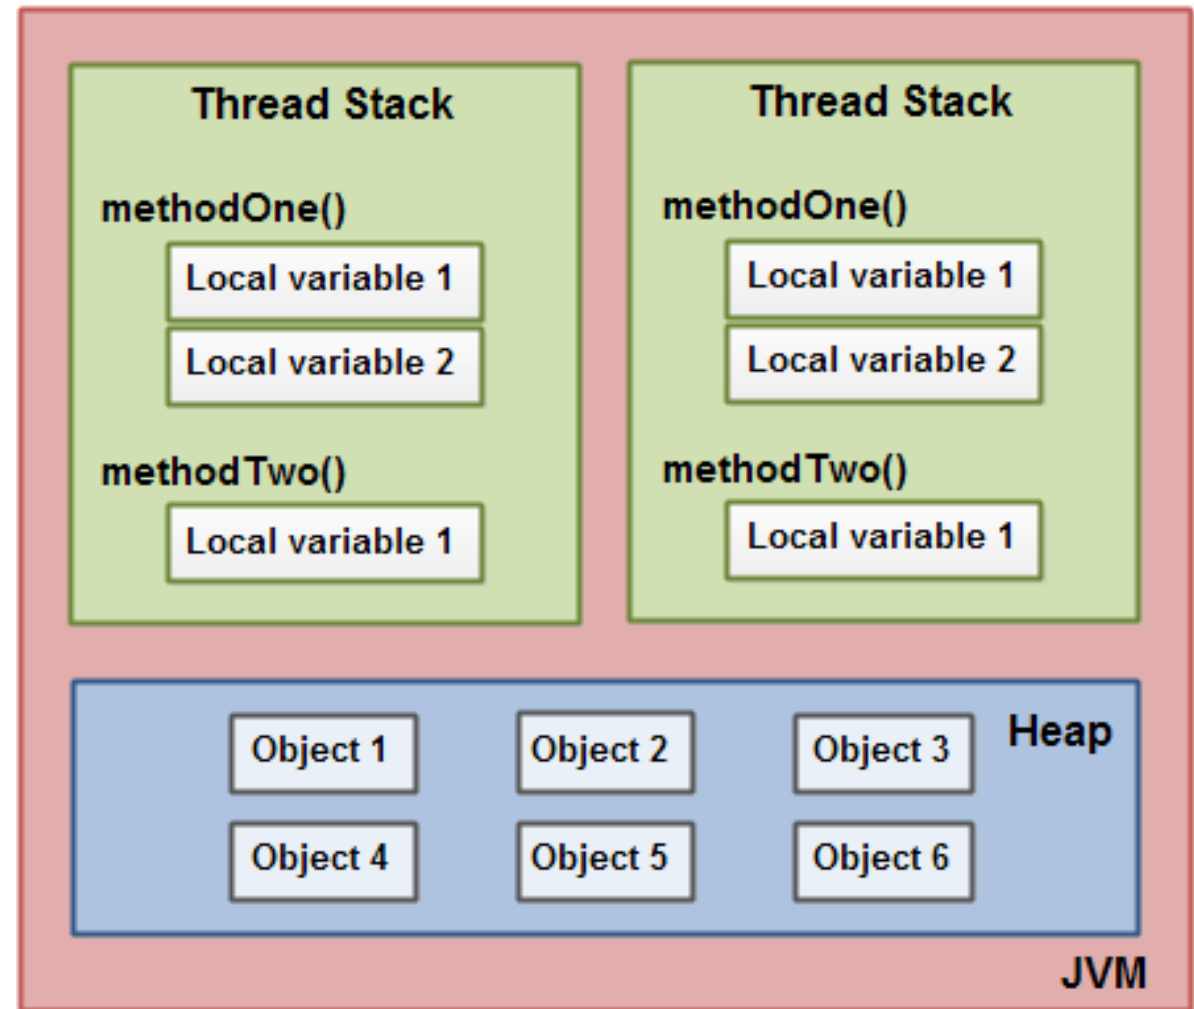 Thread Stack
methodOne()
Local variable 1
Local variable 2
methodTwo()
Local variable 1
Thread Stack
methodOne()
Local variable 1
Local variable 2
methodTwo()
Local variable 1
Heap
Object 1
Object 2
Object 3
Object 4
Object 5
Object 6
JVM